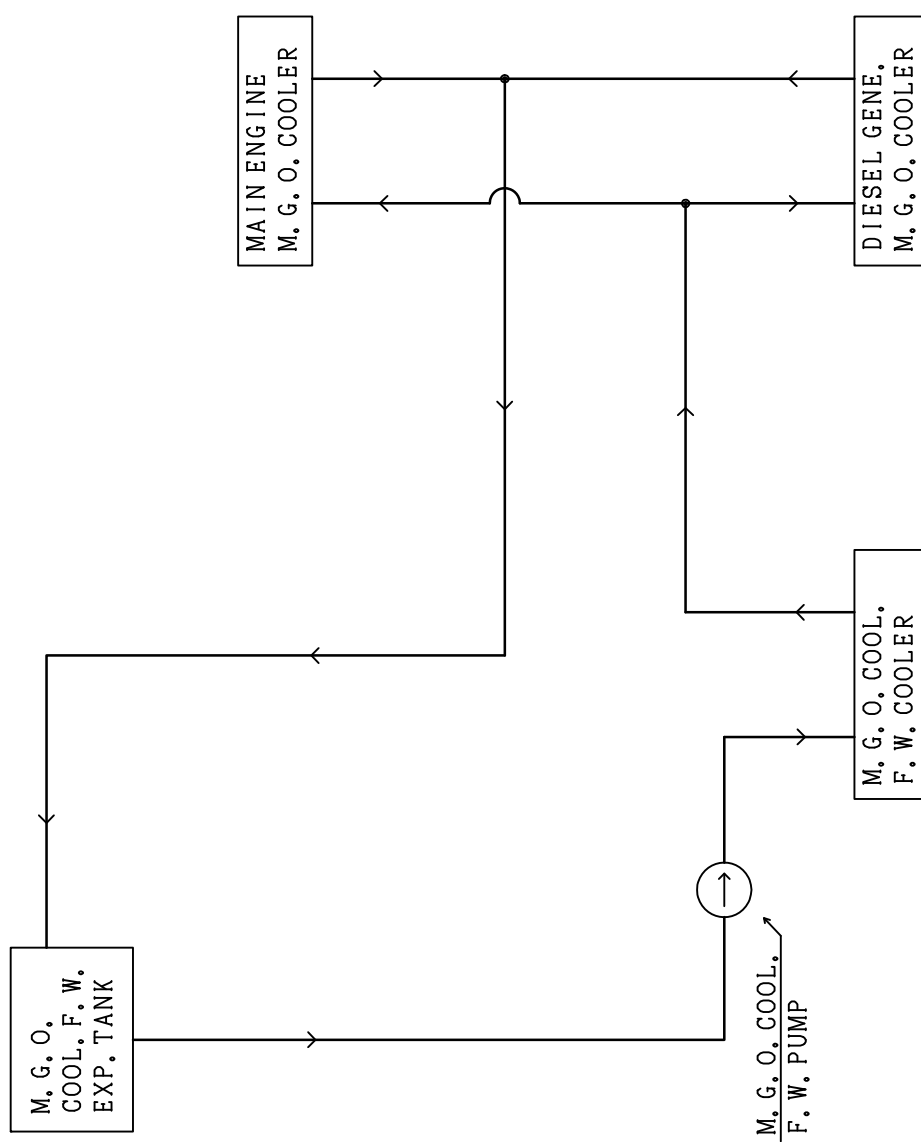 MAIN ENGINE
M. G. O. COOLER
DIESEL GENE.
M. G. O. COOLER
M. G. O.
COOL. F. W.
EXP. TANK
M. G. O. COOL.
F. W. PUMP
M. G. O. COOL.
F. W. COOLER